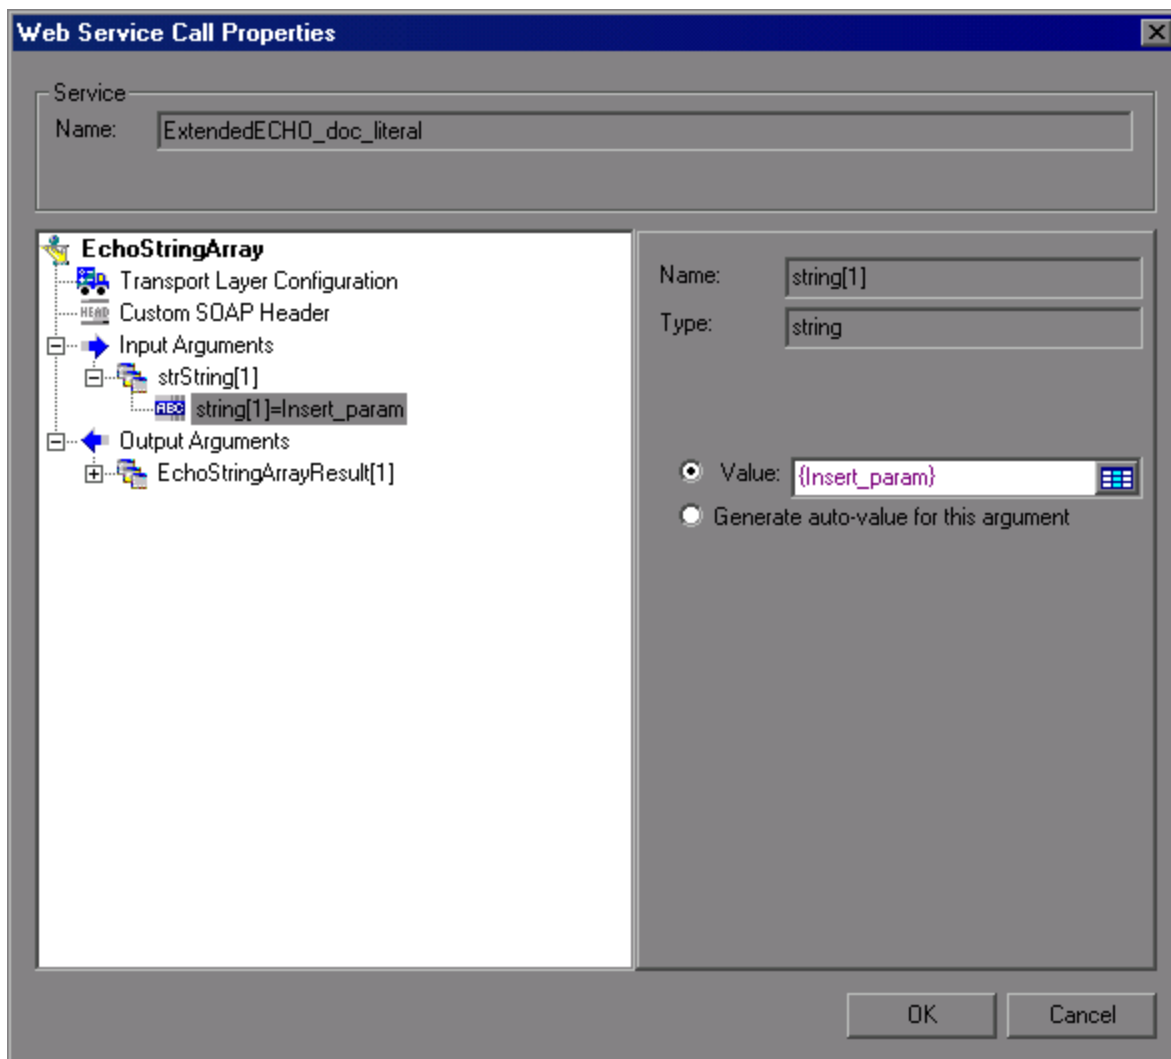 Web Service Call Properties
Service
Name: ExtendedECHO_doc_literal
EchoStringArray
Transport Layer Configuration
HEAD Custom SOAP Header
Input Arguments
strString[1]
ABC string[1]=Insert_param
Output Arguments
EchoStringArrayResult[1]
Name: string[1]
Type: string
Value: {Insert_param}
Generate auto-value for this argument
OK Cancel